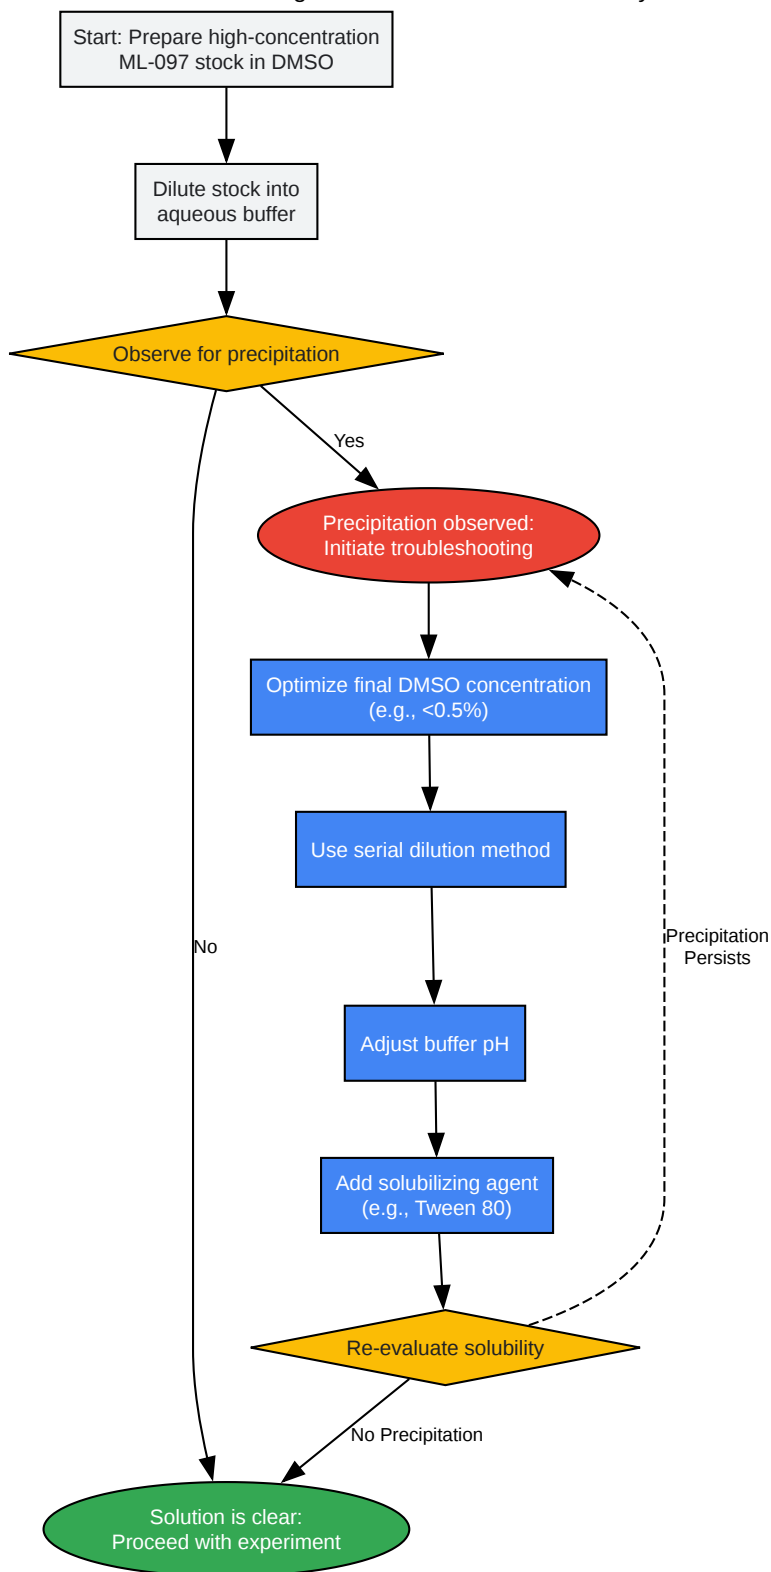 Start: Prepare high-concentration
ML-097 stock in DMSO
Dilute stock into
aqueous buffer
Observe for precipitation
Yes
Precipitation observed:
Initiate troubleshooting
Optimize final DMSO concentration
(e.g., <0.5%)
Use serial dilution method
No
Precipitation
Persists
Adjust buffer pH
Add solubilizing agent
(e.g., Tween 80)
Re-evaluate solubility
No Precipitation
Solution is clear:
Proceed with experiment